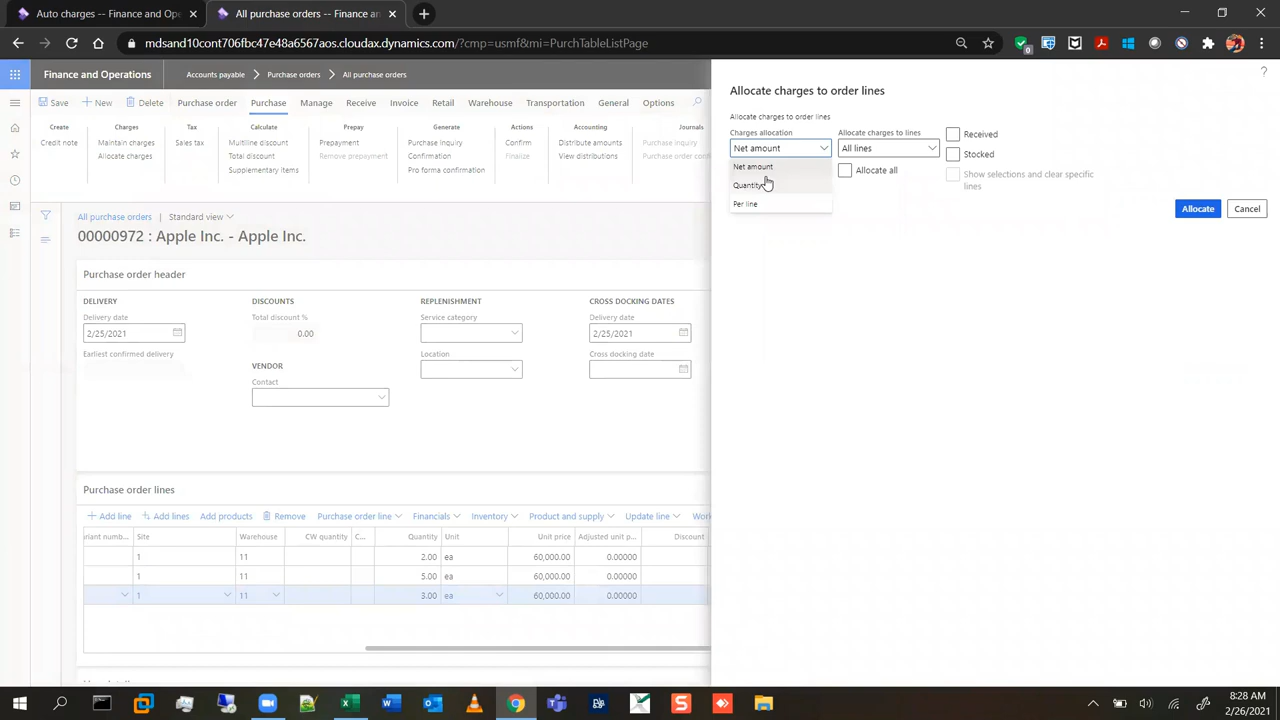 Auto charges -- Finance and Ope
All purchase orders -- Finance an
mdsand10cont706fbc47e48a6567aos.cloudax.dynamics.com/?cmp=usmf&mi=PurchTableListPage
Finance and Operations
Accounts payable
Purchase orders
All purchase orders
Save
New
Delete
Purchase order
Purchase
Manage
Receive
Invoice
Retail
Warehouse
Transportation
General
Options
Create
Charges
Tax
Calculate
Prepay
Generate
Actions
Accounting
Journals
Credit note
Maintain charges
Sales tax
Multiline discount
Prepayment
Purchase inquiry
Confirm
Distribute amounts
Purchase inquiry
Allocate charges
Total discount
Remove prepayment
Confirmation
Finalize
View distributions
Purchase order conf
Supplementary items
Pro forma confirmation
All purchase orders
Standard view
00000972 : Apple Inc. - Apple Inc.
Purchase order header
DELIVERY
DISCOUNTS
REPLENISHMENT
CROSS DOCKING DATES
Delivery date
Total discount %
Service category
Delivery date
2/25/2021
0.00
2/25/2021
Earliest confirmed delivery
Location
Cross docking date
VENDOR
Contact
Purchase order lines
Add line
Add lines
Add products
Remove
Purchase order line
Financials
Inventory
Product and supply
Update line
Wor
ariant numb...
Site
Warehouse
CW quantity
C...
Quantity
Unit
Unit price
Adjusted unit p...
Discount
1 11 2.00 ea 60,000.00 0.00000
1 11 5.00 ea 60,000.00 0.00000
1 11 3.00 ea 60,000.00 0.00000
?
Allocate charges to order lines
Allocate charges to order lines
Charges allocation
Allocate charges to lines
Received
Net amount
All lines
Stocked
Net amount
Allocate all
Show selections and clear specific
lines
Quantity
Per line
Allocate
Cancel
8:28 AM
2/26/2021